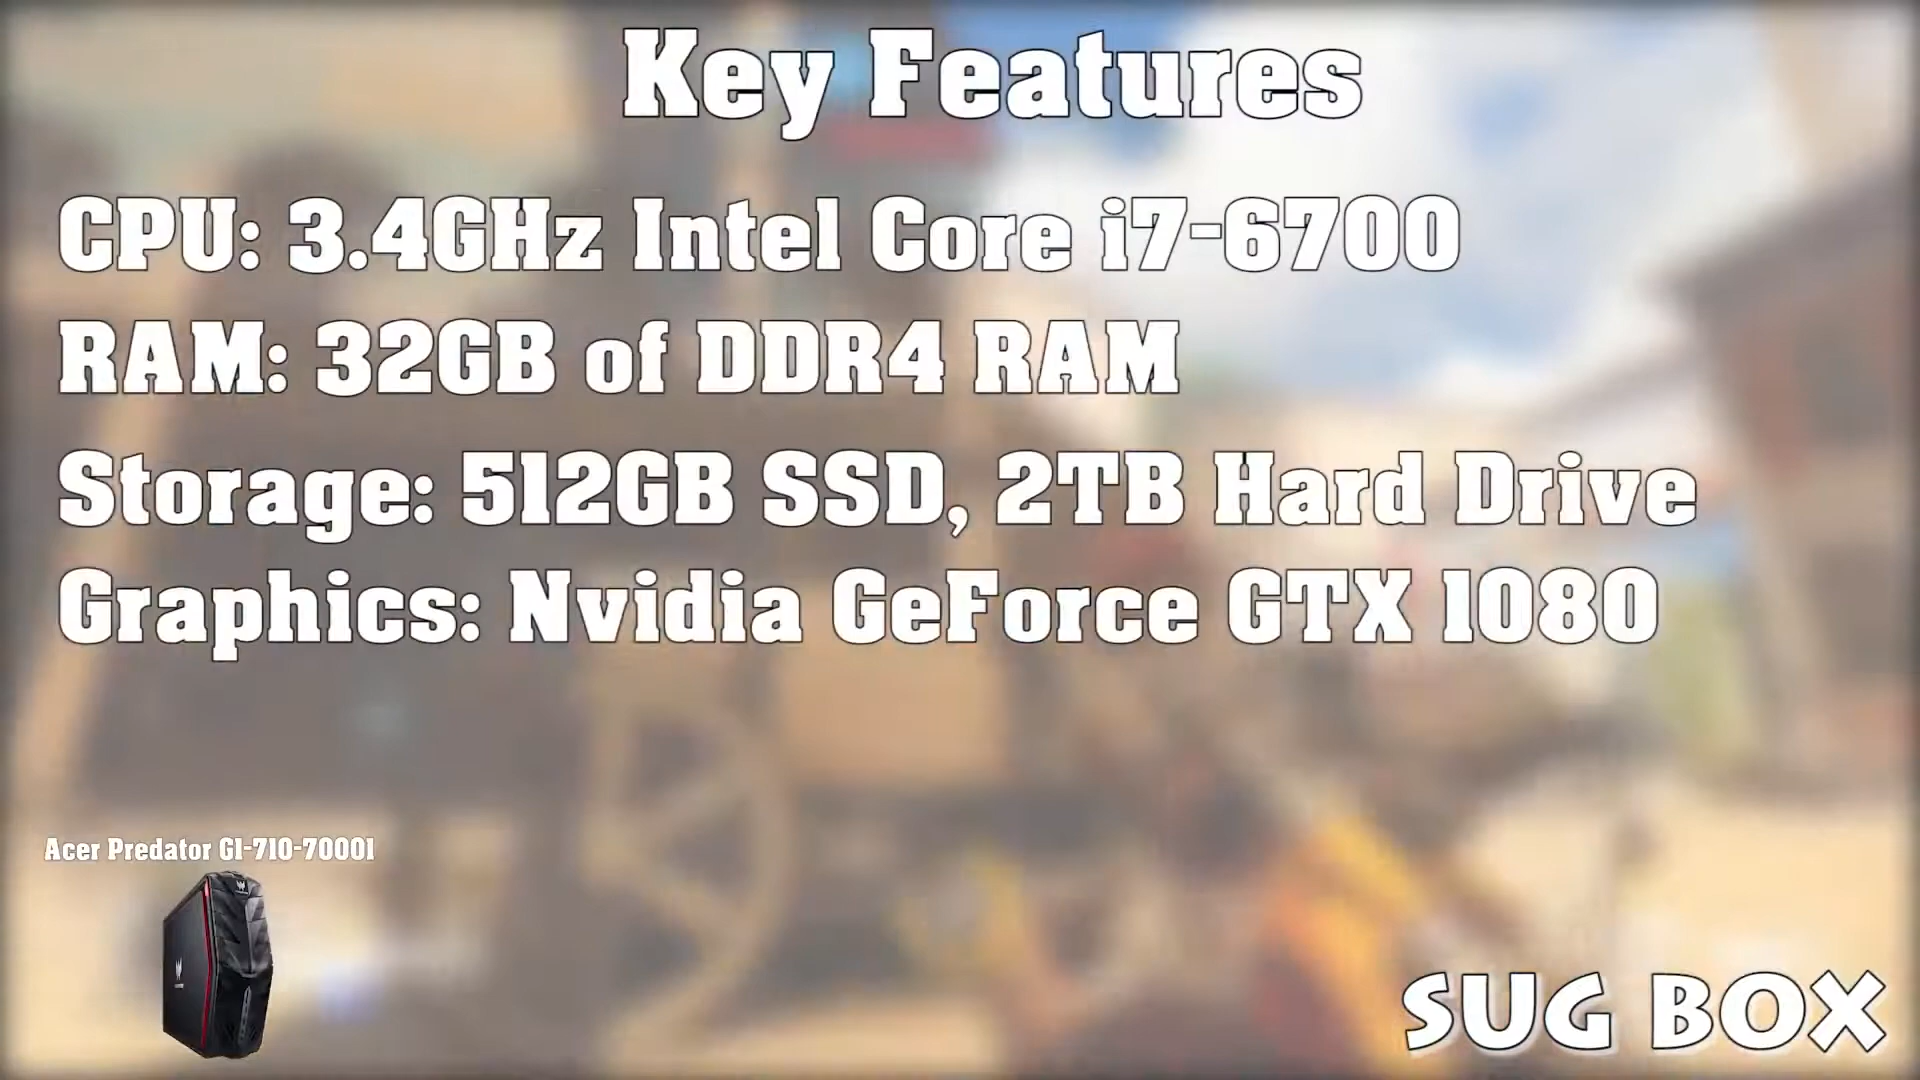 Key Features
CPU: 3.4GHz Intel Core i7-6700
RAM: 32GB of DDR4 RAM
Storage: 512GB SSD, 2TB Hard Drive
Graphics: Nvidia GeForce GTX 1080
Acer Predator G1-710-70001
SUG BOX